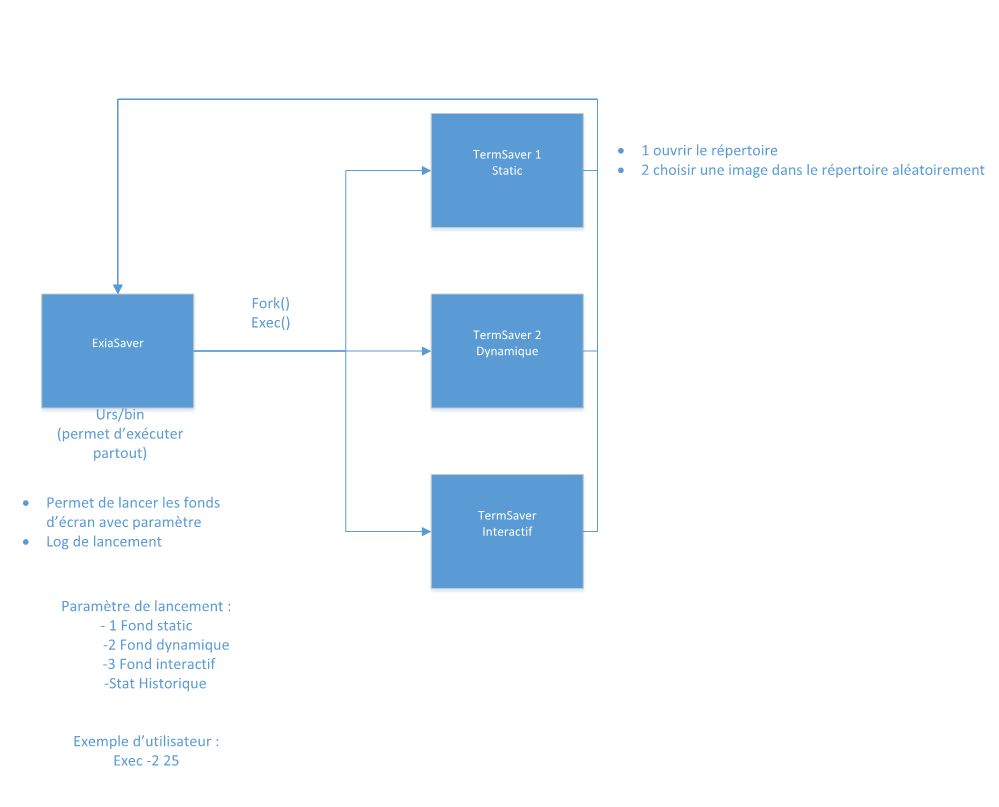 TermSaver 1
Static
• 1 ouvrir le répertoire
• 2 choisir une image dans le répertoire aléatoirement
Fork()
Exec()
ExiaSaver
TermSaver 2
Dynamique
Urs/bin
(permet d’exécuter
partout)
• Permet de lancer les fonds
d’écran avec paramètre
• Log de lancement
TermSaver
Interactif
Paramètre de lancement :
- 1 Fond static
-2 Fond dynamique
-3 Fond interactif
-Stat Historique
Exemple d’utilisateur :
Exec -2 25